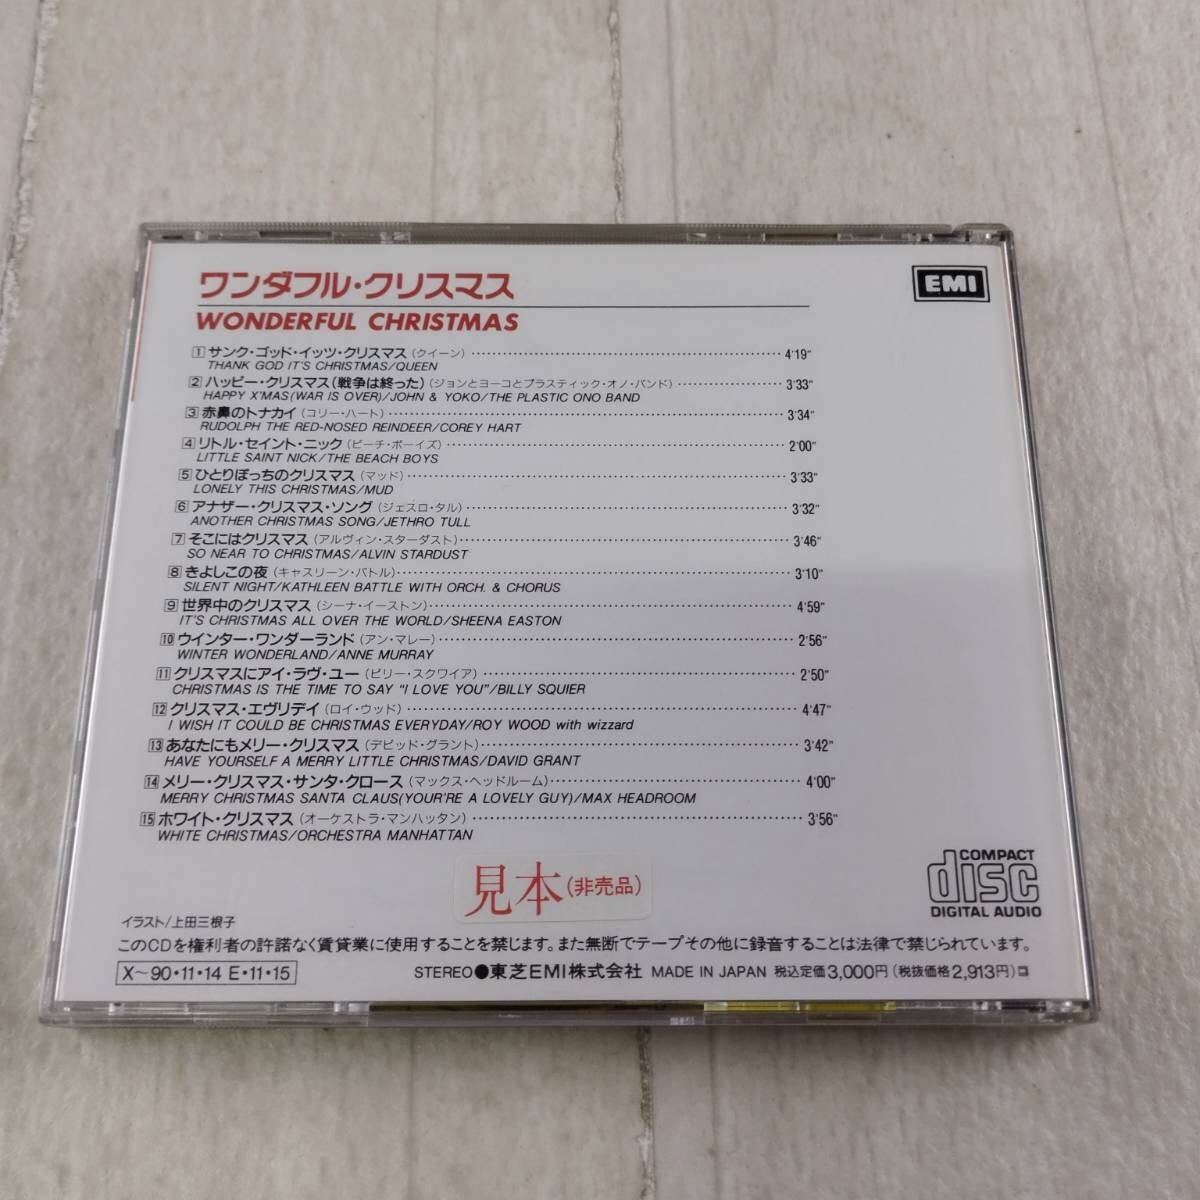 ワンダフル・クリスマス
WONDERFUL CHRISTMAS
EMI
1 サンク・ゴッド・イッツ・クリスマス(クイーン) 4'19"
THANK GOD IT'S CHRISTMAS/QUEEN
2 ハッピー・クリスマス(戦争は終った)(ジョンとヨーコとプラスティック・オノ・バンド) 3'33"
HAPPY X'MAS(WAR IS OVER)/JOHN & YOKO/THE PLASTIC ONO BAND
3 赤鼻のトナカイ(コリー・ハート) 3'34"
RUDOLPH THE RED-NOSED REINDEER/COREY HART
4 リトル・セイント・ニック(ビーチ・ボーイズ) 2'00"
LITTLE SAINT NICK/THE BEACH BOYS
5 ひとりぼっちのクリスマス(マッド) 3'33"
LONELY THIS CHRISTMAS/MUD
6 アナザー・クリスマス・ソング(ジェスロ・タル) 3'32"
ANOTHER CHRISTMAS SONG/JETHRO TULL
7 そこにはクリスマス(アルヴィン・スターダスト) 3'46"
SO NEAR TO CHRISTMAS/ALVIN STARDUST
8 きよしこの夜(キャスリーン・バトル) 3'10"
SILENT NIGHT/KATHLEEN BATTLE WITH ORCH. & CHORUS
9 世界中のクリスマス(シーナ・イーストン) 4'59"
IT'S CHRISTMAS ALL OVER THE WORLD/SHEENA EASTON
10 ウインター・ワンダーランド(アン・マレー) 2'56"
WINTER WONDERLAND/ANNE MURRAY
11 クリスマスにアイ・ラヴ・ユー(ビリー・スクワイア) 2'50"
CHRISTMAS IS THE TIME TO SAY "I LOVE YOU"/BILLY SQUIER
12 クリスマス・エヴリデイ(ロイ・ウッド) 4'47"
I WISH IT COULD BE CHRISTMAS EVERYDAY/ROY WOOD with wizzard
13 あなたにもメリー・クリスマス(デビッド・グラント) 3'42"
HAVE YOURSELF A MERRY LITTLE CHRISTMAS/DAVID GRANT
14 メリー・クリスマス・サンタ・クロース(マックス・ヘッドルーム) 4'00"
MERRY CHRISTMAS SANTA CLAUS(YOUR'RE A LOVELY GUY)/MAX HEADROOM
15 ホワイト・クリスマス(オーケストラ・マンハッタン) 3'56"
WHITE CHRISTMAS/ORCHESTRA MANHATTAN
見本(非売品)
COMPACT
disc
DIGITAL AUDIO
イラスト/上田三根子
このCDを権利者の許諾なく賃貸業に使用することを禁じます。また無断でテープその他に録音することは法律で禁じられています。
X〜90・11・14 E・11・15
STEREO●東芝EMI株式会社 MADE IN JAPAN 税込定価3,000円(税抜価格2,913円)